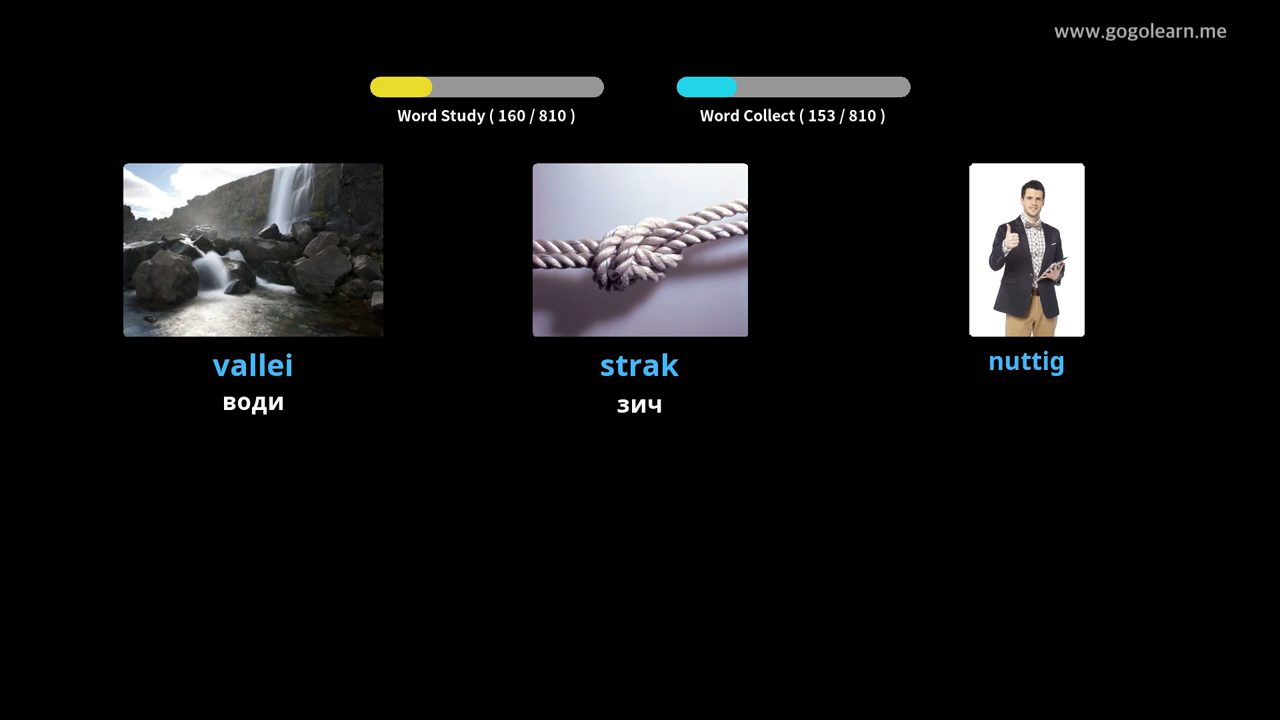 www.gogolearn.me
Word Study ( 160 / 810 )
Word Collect ( 153 / 810 )
vallei
strak
nuttig
води
зич